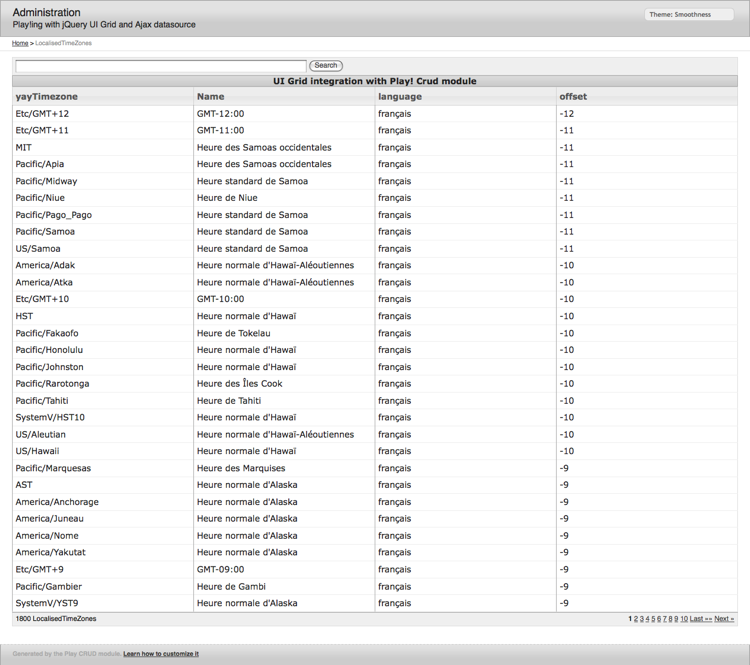 Administration
Play!ing with jQuery UI Grid and Ajax datasource
Theme: Smoothness
Home > LocalisedTimeZones
Search
UI Grid integration with Play! Crud module
yayTimezone Name language offset
Etc/GMT+12 GMT-12:00 français -12
Etc/GMT+11 GMT-11:00 français -11
MIT Heure des Samoas occidentales français -11
Pacific/Apia Heure des Samoas occidentales français -11
Pacific/Midway Heure standard de Samoa français -11
Pacific/Niue Heure de Niue français -11
Pacific/Pago_Pago Heure standard de Samoa français -11
Pacific/Samoa Heure standard de Samoa français -11
US/Samoa Heure standard de Samoa français -11
America/Adak Heure normale d'Hawaï-Aléoutiennes français -10
America/Atka Heure normale d'Hawaï-Aléoutiennes français -10
Etc/GMT+10 GMT-10:00 français -10
HST Heure normale d'Hawaï français -10
Pacific/Fakaofo Heure de Tokelau français -10
Pacific/Honolulu Heure normale d'Hawaï français -10
Pacific/Johnston Heure normale d'Hawaï français -10
Pacific/Rarotonga Heure des Îles Cook français -10
Pacific/Tahiti Heure de Tahiti français -10
SystemV/HST10 Heure normale d'Hawaï français -10
US/Aleutian Heure normale d'Hawaï-Aléoutiennes français -10
US/Hawaii Heure normale d'Hawaï français -10
Pacific/Marquesas Heure des Marquises français -9
AST Heure normale d'Alaska français -9
America/Anchorage Heure normale d'Alaska français -9
America/Juneau Heure normale d'Alaska français -9
America/Nome Heure normale d'Alaska français -9
America/Yakutat Heure normale d'Alaska français -9
Etc/GMT+9 GMT-09:00 français -9
Pacific/Gambier Heure de Gambi français -9
SystemV/YST9 Heure normale d'Alaska français -9
1800 LocalisedTimeZones 1 2 3 4 5 6 7 8 9 10 Last »» Next »
Generated by the Play CRUD module. Learn how to customize it